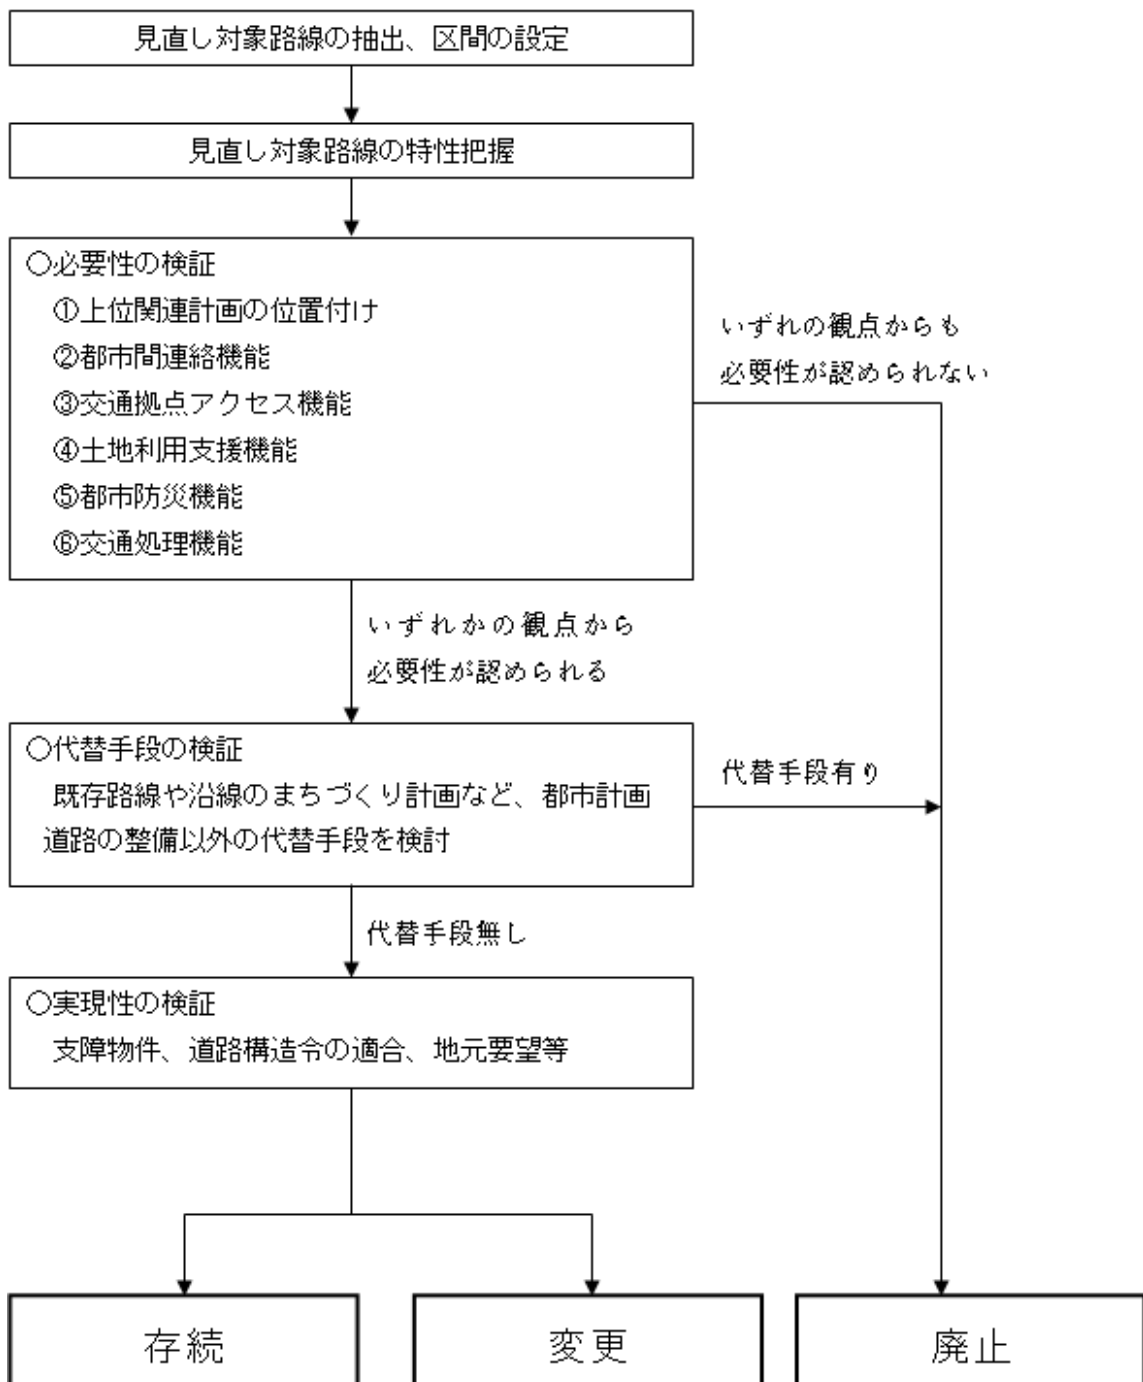 見直し対象路線の抽出、区間の設定
見直し対象路線の特性把握
○必要性の検証
①上位関連計画の位置付け
②都市間連絡機能
③交通拠点アクセス機能
④土地利用支援機能
⑤都市防災機能
⑥交通処理機能
いずれの観点からも
必要性が認められない
いずれかの観点から
必要性が認められる
○代替手段の検証
既存路線や沿線のまちづくり計画など、都市計画
道路の整備以外の代替手段を検討
代替手段有り
代替手段無し
○実現性の検証
支障物件、道路構造令の適合、地元要望等
存続
変更
廃止